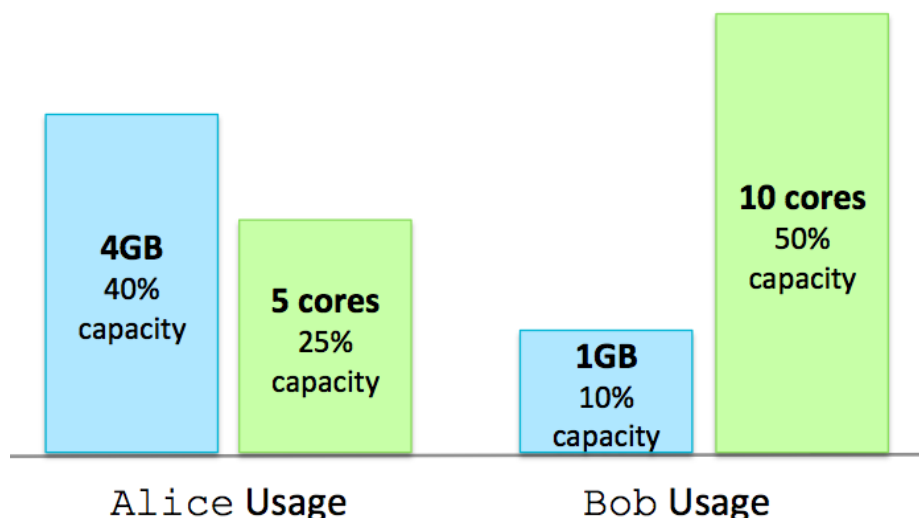 4GB
40%
capacity
5 cores
25%
capacity
1GB
10%
capacity
10 cores
50%
capacity
Alice Usage
Bob Usage